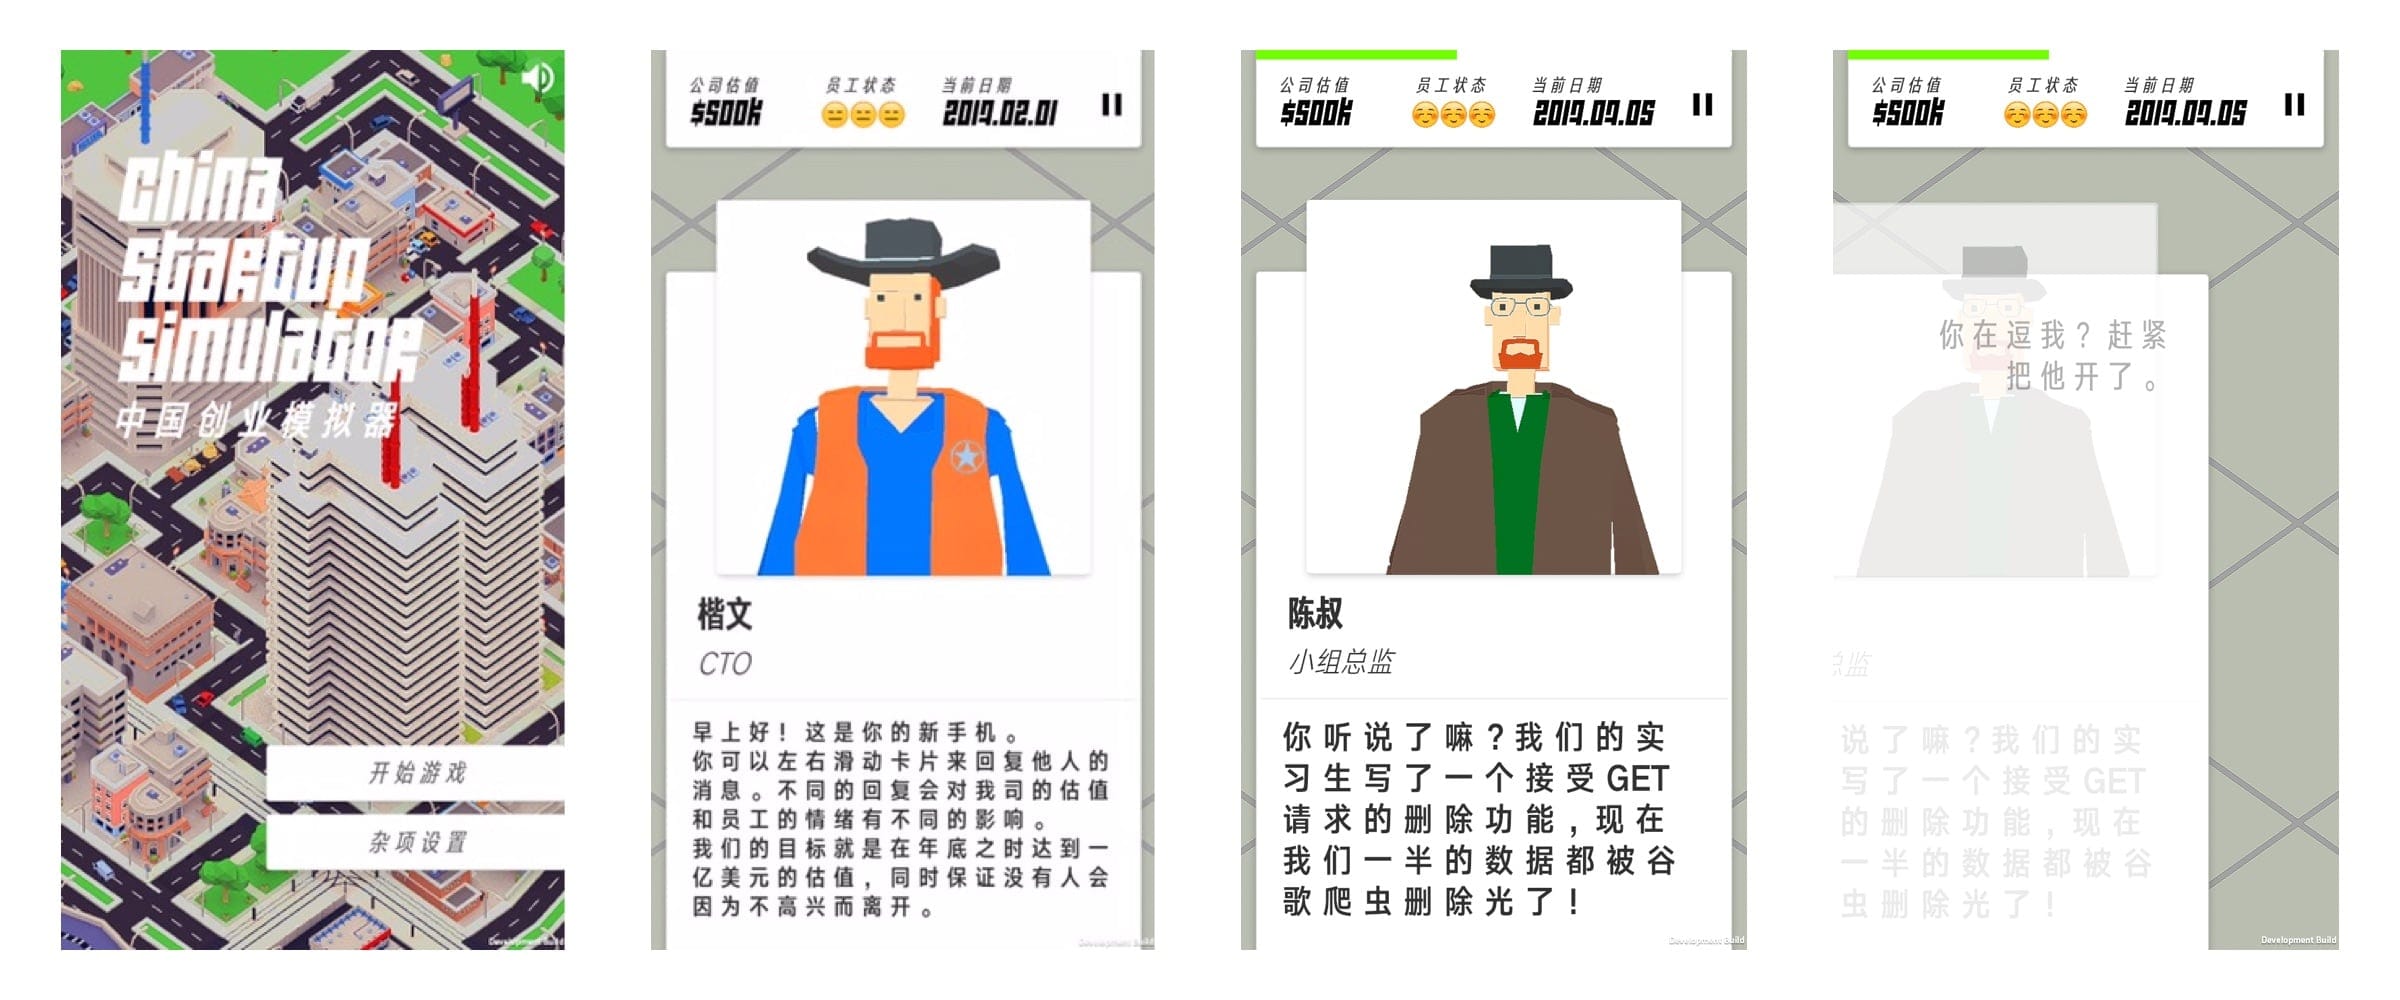 china
startup
simulator
中国创业模拟器
开始游戏
杂项设置
Development Build
公司估值 员工状态 当前日期
$500K 2019.02.01
楷文
CTO
早上好！这是你的新手机。
你可以左右滑动卡片来回复他人的
消息。不同的回复会对我司的估值
和员工的情绪有不同的影响。
我们的目标就是在年底之时达到一
亿美元的估值，同时保证没有人会
因为不高兴而离开。
Development Build
公司估值 员工状态 当前日期
$500K 2019.09.05
陈叔
小组总监
你听说了嘛？我们的实
习生写了一个接受 GET
请求的删除功能，现在
我们一半的数据都被谷
歌爬虫删除光了！
Development Build
公司估值 员工状态 当前日期
$500K 2019.09.05
你在逗我？赶紧
把他开了。
总监
说了嘛？我们的实
写了一个接受 GET
的删除功能，现在
一半的数据都被谷
虫删除光了！
Development Build